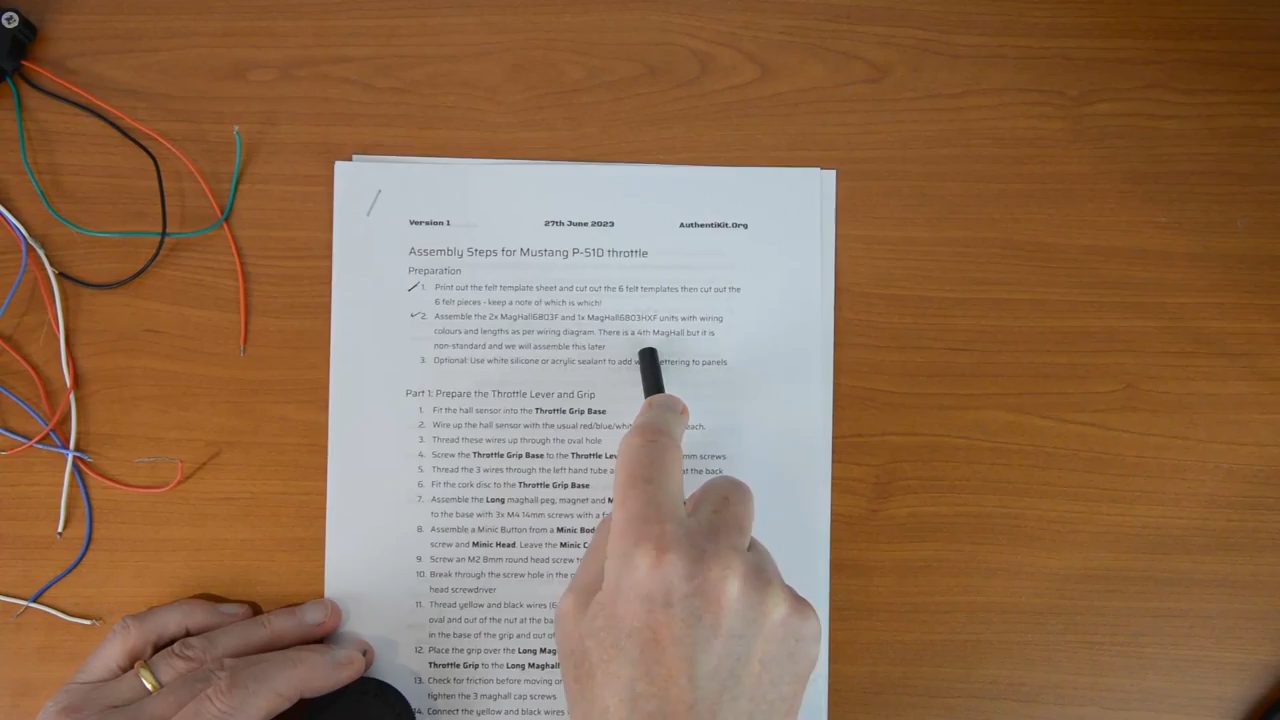 Version 1 27th June 2023 AuthentiKit.Org
Assembly Steps for Mustang P-51D throttle
Preparation
1. Print out the felt template sheet and cut out the 6 felt templates then cut out the
6 felt pieces - keep a note of which is which!
2. Assemble the 2x MagHall6803F and 1x MagHall6803HXF units with wiring
colours and lengths as per wiring diagram. There is a 4th MagHall but it is
non-standard and we will assemble this later
3. Optional: Use white silicone or acrylic sealant to add lettering to panels
Part 1: Prepare the Throttle Lever and Grip
1. Fit the hall sensor into the Throttle Grip Base
2. Wire up the hall sensor with the usual red/blue/ each.
3. Thread these wires up through the oval hole
4. Screw the Throttle Grip Base to the Throttle mm screws
5. Thread the 3 wires through the left hand tube at the back
6. Fit the cork disc to the Throttle Grip Base
7. Assemble the Long maghall peg, magnet and
to the base with 3x M4 14mm screws with a
8. Assemble a Minic Button from a Minic
screw and Minic Head. Leave the Minic
9. Screw an M2 8mm round head screw
10. Break through the screw hole in the
head screwdriver
11. Thread yellow and black wires
oval and out of the nut at the
in the base of the grip and out of
12. Place the grip over the Long
Throttle Grip to the Long Maghall
13. Check for friction before moving
tighten the 3 maghall cap screws
14. Connect the yellow and black wires